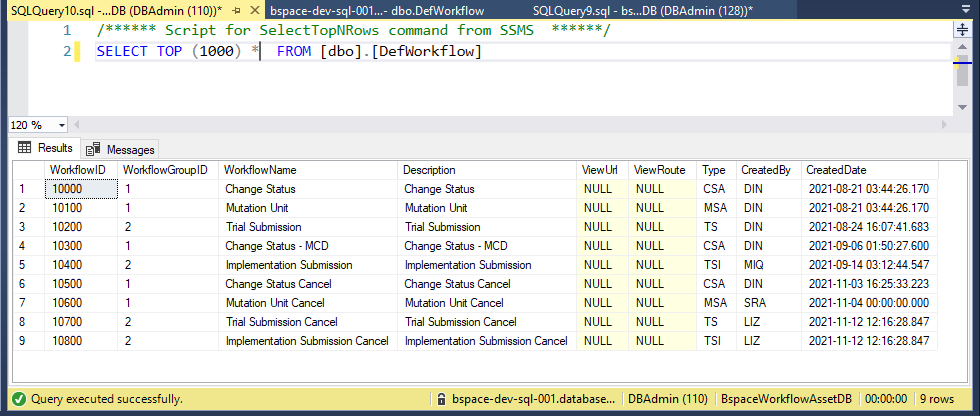 SQLQuery10.sql -...DB (DBAdmin (110))* bspace-dev-sql-001...- dbo.DefWorkflow SQLQuery9.sql - bs...DB (DBAdmin (128))*
1 /****** Script for SelectTopNRows command from SSMS ******/
2 SELECT TOP (1000) * FROM [dbo].[DefWorkflow]
120 %
Results Messages
WorkflowID WorkflowGroupID WorkflowName Description ViewUrl ViewRoute Type CreatedBy CreatedDate
1 10000 1 Change Status Change Status NULL NULL CSA DIN 2021-08-21 03:44:26.170
2 10100 1 Mutation Unit Mutation Unit NULL NULL MSA DIN 2021-08-21 03:44:26.170
3 10200 2 Trial Submission Trial Submission NULL NULL TS DIN 2021-08-24 16:07:41.683
4 10300 1 Change Status - MCD Change Status - MCD NULL NULL CSA DIN 2021-09-06 01:50:27.600
5 10400 2 Implementation Submission Implementation Submission NULL NULL TSI MIQ 2021-09-14 03:12:44.547
6 10500 1 Change Status Cancel Change Status Cancel NULL NULL CSA DIN 2021-11-03 16:25:33.223
7 10600 1 Mutation Unit Cancel Mutation Unit Cancel NULL NULL MSA SRA 2021-11-04 00:00:00.000
8 10700 2 Trial Submission Cancel Trial Submission Cancel NULL NULL TS LIZ 2021-11-12 12:16:28.847
9 10800 2 Implementation Submission Cancel Implementation Submission Cancel NULL NULL TSI LIZ 2021-11-12 12:16:28.847
Query executed successfully. bspace-dev-sql-001.database... DBAdmin (110) BspaceWorkflowAssetDB 00:00:00 9 rows